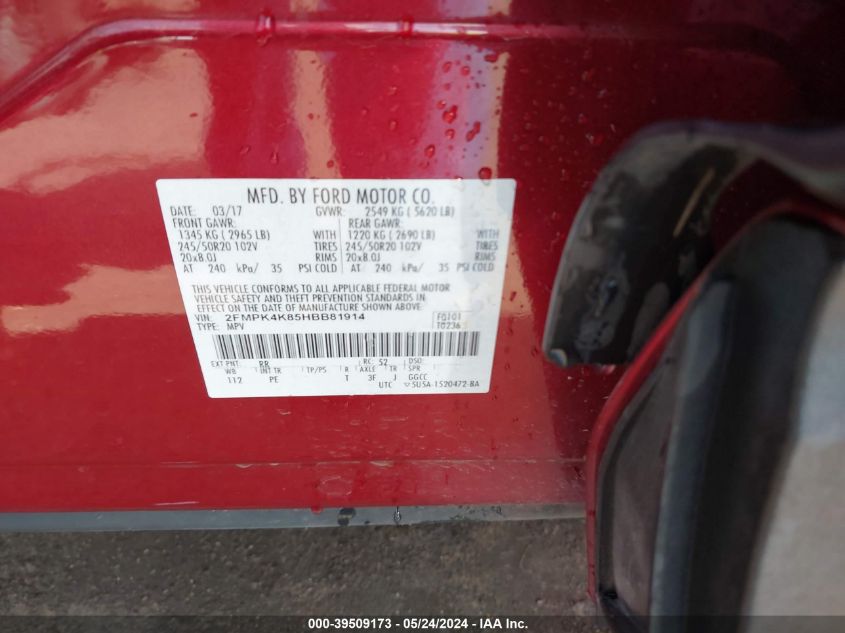 MFD. BY FORD MOTOR CO.
DATE: 03/17 GVWR: 2549 KG ( 5620 LB)
FRONT GAWR: REAR GAWR:
1345 KG ( 2965 LB) WITH 1220 KG ( 2690 LB) WITH
245/50R20 102V TIRES 245/50R20 102V TIRES
20x8.0J RIMS 20x8.0J RIMS
AT 240 kPa/ 35 PSI COLD AT 240 kPa/ 35 PSI COLD
THIS VEHICLE CONFORMS TO ALL APPLICABLE FEDERAL MOTOR
VEHICLE SAFETY AND THEFT PREVENTION STANDARDS IN
EFFECT ON THE DATE OF MANUFACTURE SHOWN ABOVE.
VIN: 2FMPK4K85HBB81914 F0101
TYPE: MPV T0236
EXT PNT: RR RC: 52 DSO:
WB INT TR TP/PS R AXLE TR SPR
112 PE T 3F J GGCC
UTC ▽5U5A-1520472-BA
000-39509173 - 05/24/2024 - IAA Inc.